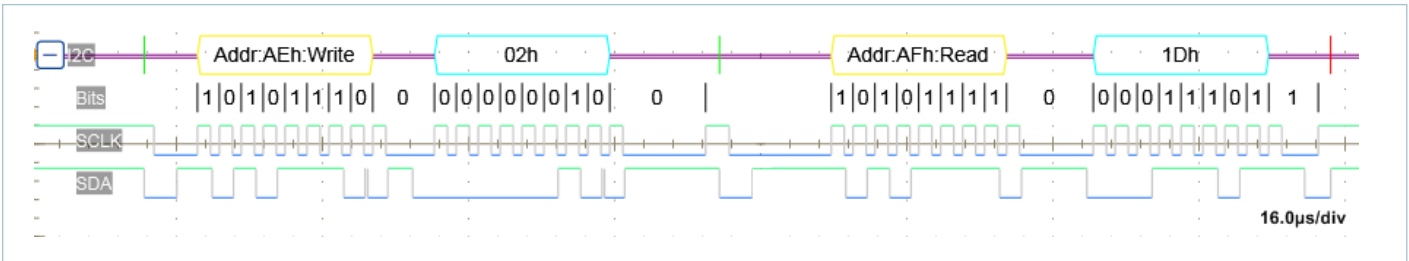 I2C Addr:AEh:Write 02h Addr:AFh:Read 1Dh
Bits 1 0 1 0 1 1 1 0 0 0 0 0 0 0 0 1 0 0 1 0 1 0 1 1 1 1 0 0 0 0 1 1 1 0 1 1
SCLK
SDA
16.0µs/div